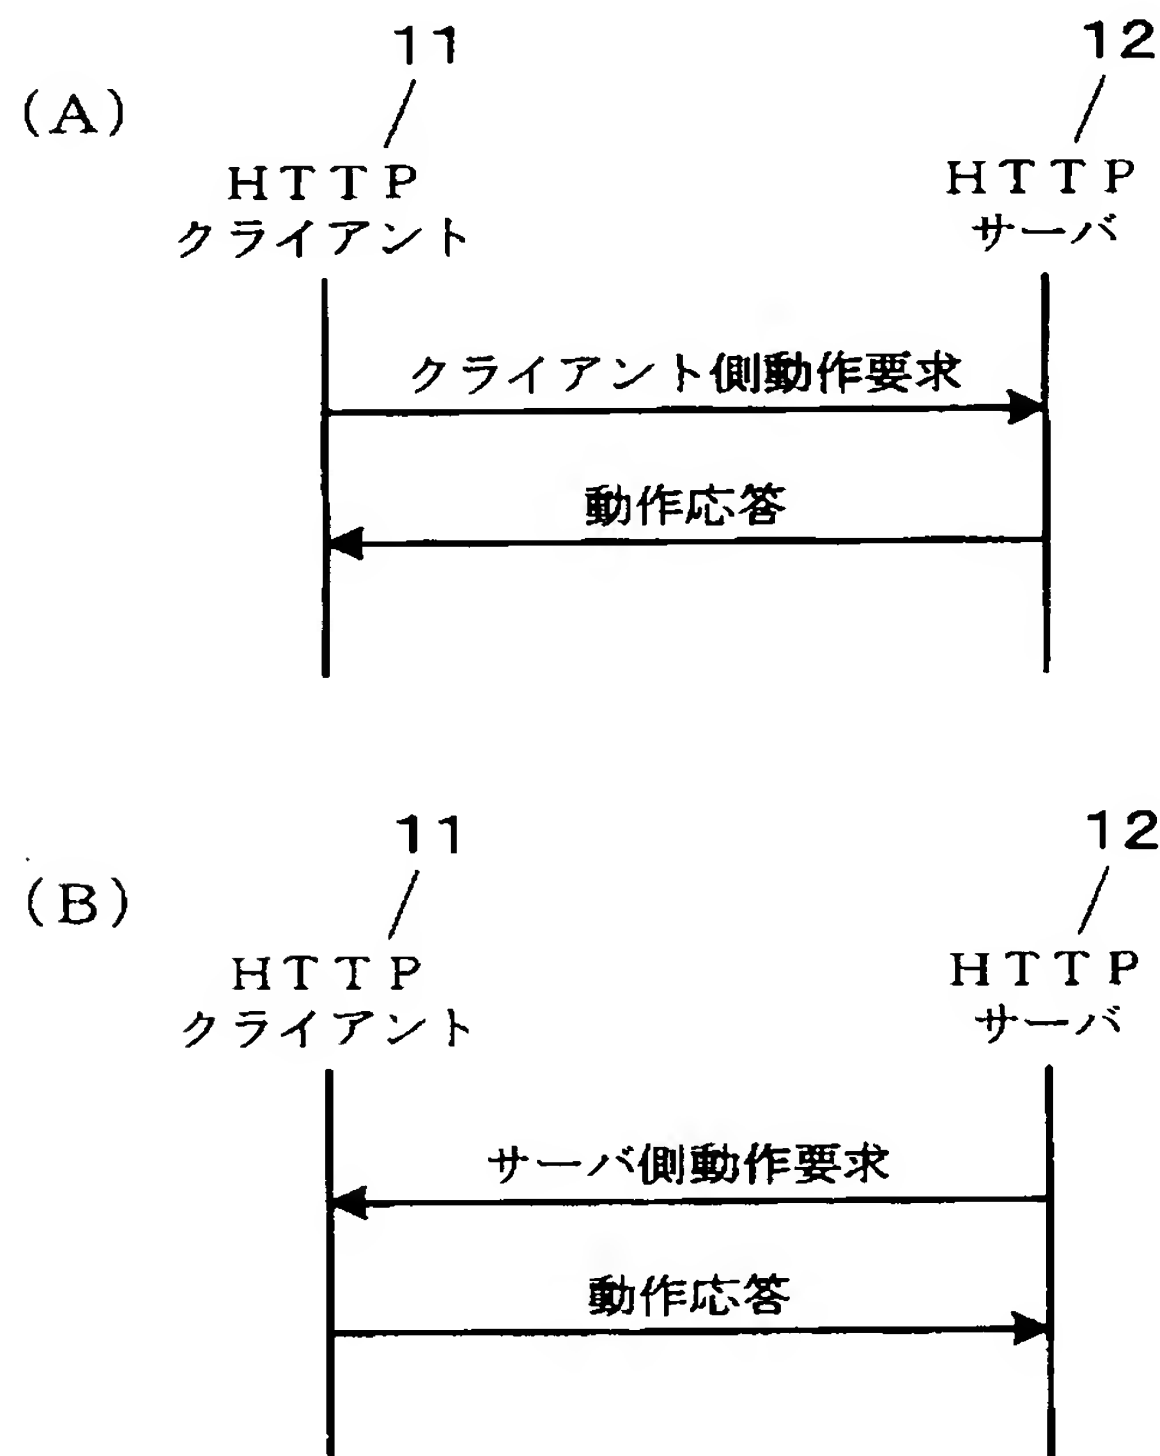 11
12
(A)
HTTP
クライアント
HTTP
サーバ
クライアント側動作要求
動作応答
11
12
(B)
HTTP
クライアント
HTTP
サーバ
サーバ側動作要求
動作応答